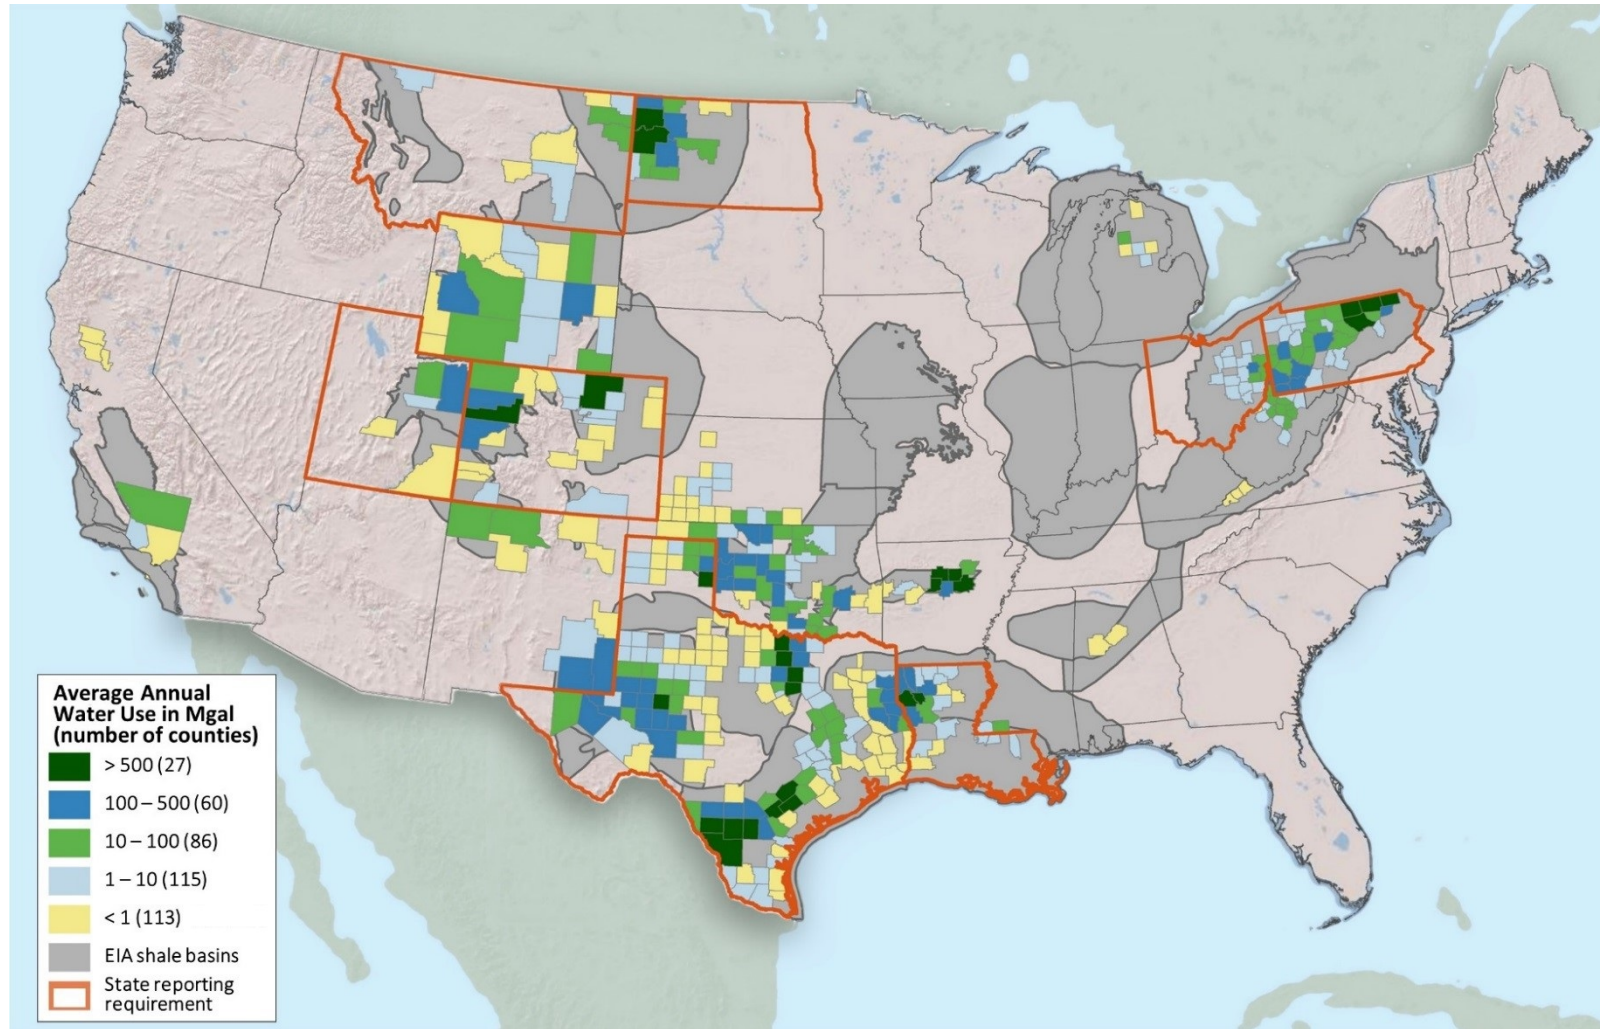 Average Annual
Water Use in Mgal
(number of counties)
> 500 (27)
100 – 500 (60)
10 – 100 (86)
1 – 10 (115)
< 1 (113)
EIA shale basins
State reporting
requirement